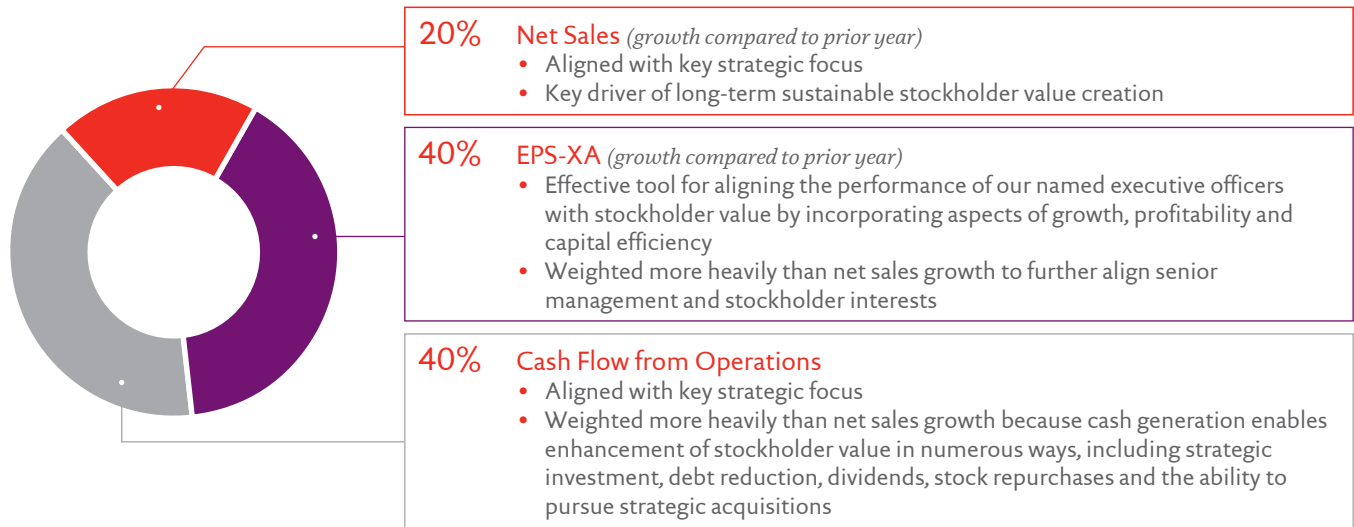 20% Net Sales (growth compared to prior year)
• Aligned with key strategic focus
• Key driver of long-term sustainable stockholder value creation
40% EPS-XA (growth compared to prior year)
• Effective tool for aligning the performance of our named executive officers
with stockholder value by incorporating aspects of growth, profitability and
capital efficiency
• Weighted more heavily than net sales growth to further align senior
management and stockholder interests
40% Cash Flow from Operations
• Aligned with key strategic focus
• Weighted more heavily than net sales growth because cash generation enables
enhancement of stockholder value in numerous ways, including strategic
investment, debt reduction, dividends, stock repurchases and the ability to
pursue strategic acquisitions